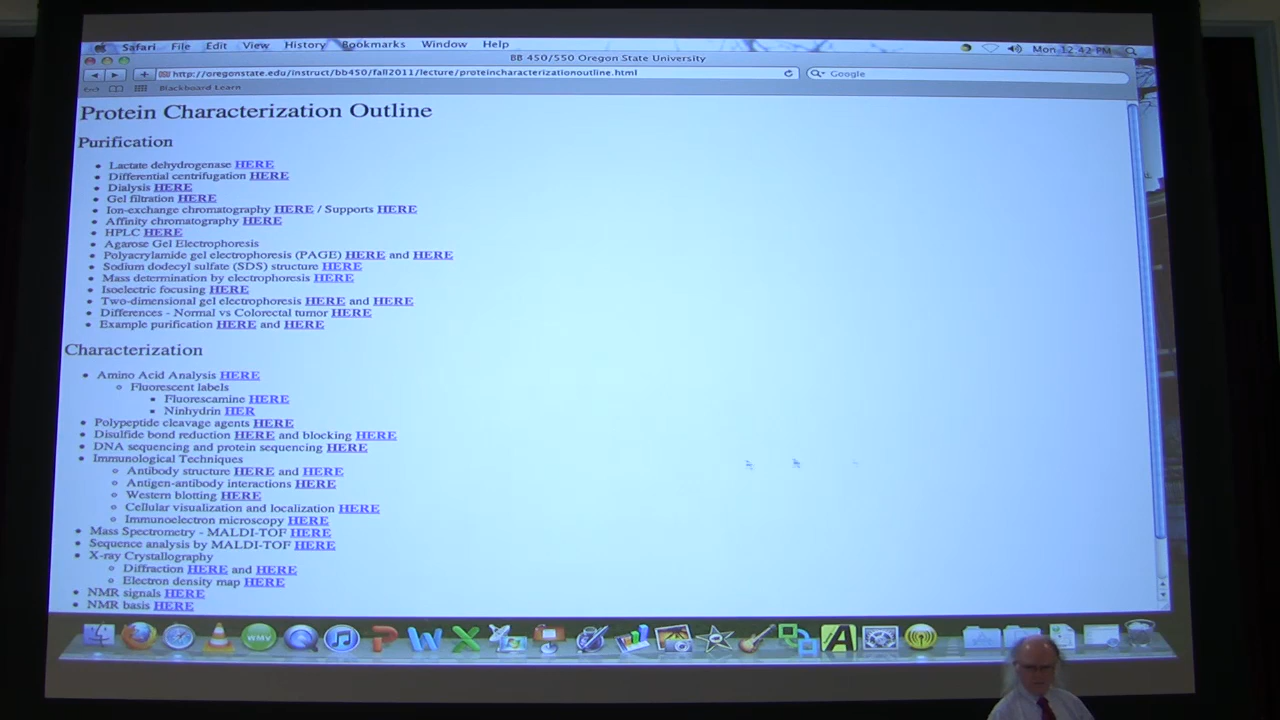 Safari File Edit View History Bookmarks Window Help Mon 12:42 PM
BB 450/550 Oregon State University
http://oregonstate.edu/instruct/bb450/fall2011/lecture/proteincharacterizationoutline.html Google
Blackboard Learn
Protein Characterization Outline
Purification
Lactate dehydrogenase HERE
Differential centrifugation HERE
Dialysis HERE
Gel filtration HERE
Ion-exchange chromatography HERE / Supports HERE
Affinity chromatography HERE
HPLC HERE
Agarose Gel Electrophoresis
Polyacrylamide gel electrophoresis (PAGE) HERE and HERE
Sodium dodecyl sulfate (SDS) structure HERE
Mass determination by electrophoresis HERE
Isoelectric focusing HERE
Two-dimensional gel electrophoresis HERE and HERE
Differences - Normal vs Colorectal tumor HERE
Example purification HERE and HERE
Characterization
Amino Acid Analysis HERE
Fluorescent labels
Fluorescamine HERE
Ninhydrin HER
Polypeptide cleavage agents HERE
Disulfide bond reduction HERE and blocking HERE
DNA sequencing and protein sequencing HERE
Immunological Techniques
Antibody structure HERE and HERE
Antigen-antibody interactions HERE
Western blotting HERE
Cellular visualization and localization HERE
Immunoelectron microscopy HERE
Mass Spectrometry - MALDI-TOF HERE
Sequence analysis by MALDI-TOF HERE
X-ray Crystallography
Diffraction HERE and HERE
Electron density map HERE
NMR signals HERE
NMR basis HERE
WMV